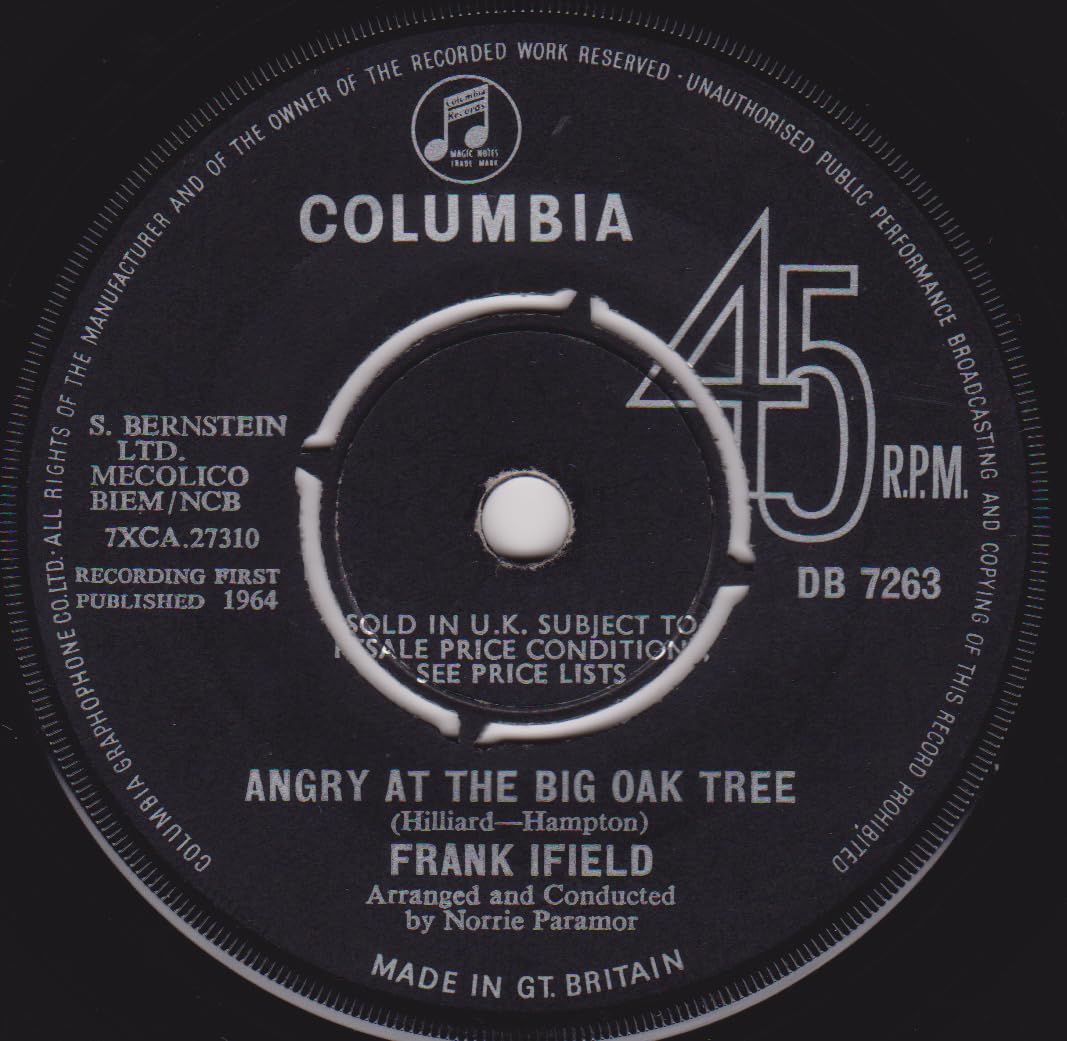 COLUMBIA GRAPHOPHONE CO.LTD·ALL RIGHTS OF THE MANUFACTURER AND OF THE OWNER OF THE RECORDED WORK RESERVED·UNAUTHORISED PUBLIC PERFORMANCE BROADCASTING AND COPYING OF THIS RECORD PROHIBITED
Columbia
Records
MAGIC NOTES
TRADE MARK
COLUMBIA
45
R.P.M.
S. BERNSTEIN
LTD.
MECOLICO
BIEM/NCB
7XCA.27310
RECORDING FIRST
PUBLISHED 1964
DB 7263
SOLD IN U.K. SUBJECT TO
RESALE PRICE CONDITIONS,
SEE PRICE LISTS
ANGRY AT THE BIG OAK TREE
(Hilliard—Hampton)
FRANK IFIELD
Arranged and Conducted
by Norrie Paramor
MADE IN GT. BRITAIN